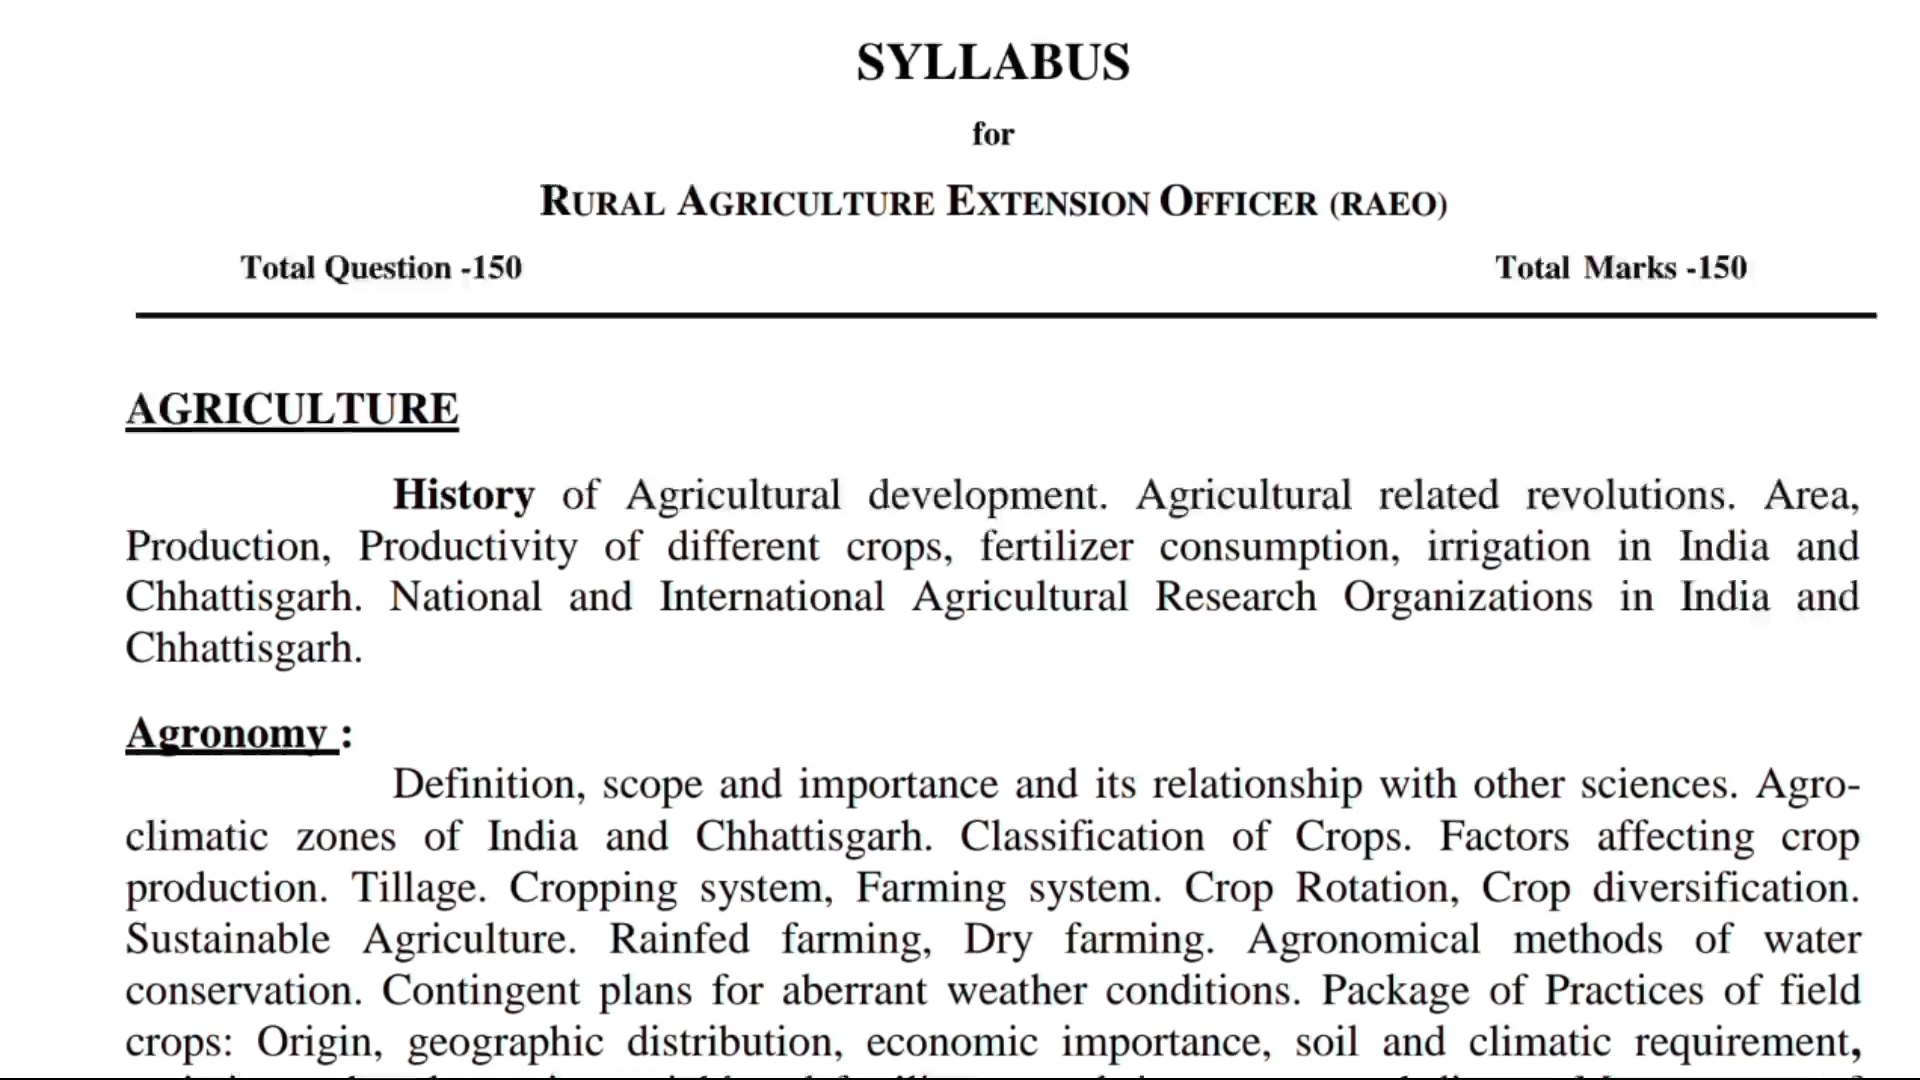 SYLLABUS
for
RURAL AGRICULTURE EXTENSION OFFICER (RAEO)
Total Question -150 Total Marks -150
AGRICULTURE
History of Agricultural development. Agricultural related revolutions. Area,
Production, Productivity of different crops, fertilizer consumption, irrigation in India and
Chhattisgarh. National and International Agricultural Research Organizations in India and
Chhattisgarh.
Agronomy :
Definition, scope and importance and its relationship with other sciences. Agro-
climatic zones of India and Chhattisgarh. Classification of Crops. Factors affecting crop
production. Tillage. Cropping system, Farming system. Crop Rotation, Crop diversification.
Sustainable Agriculture. Rainfed farming, Dry farming. Agronomical methods of water
conservation. Contingent plans for aberrant weather conditions. Package of Practices of field
crops: Origin, geographic distribution, economic importance, soil and climatic requirement,